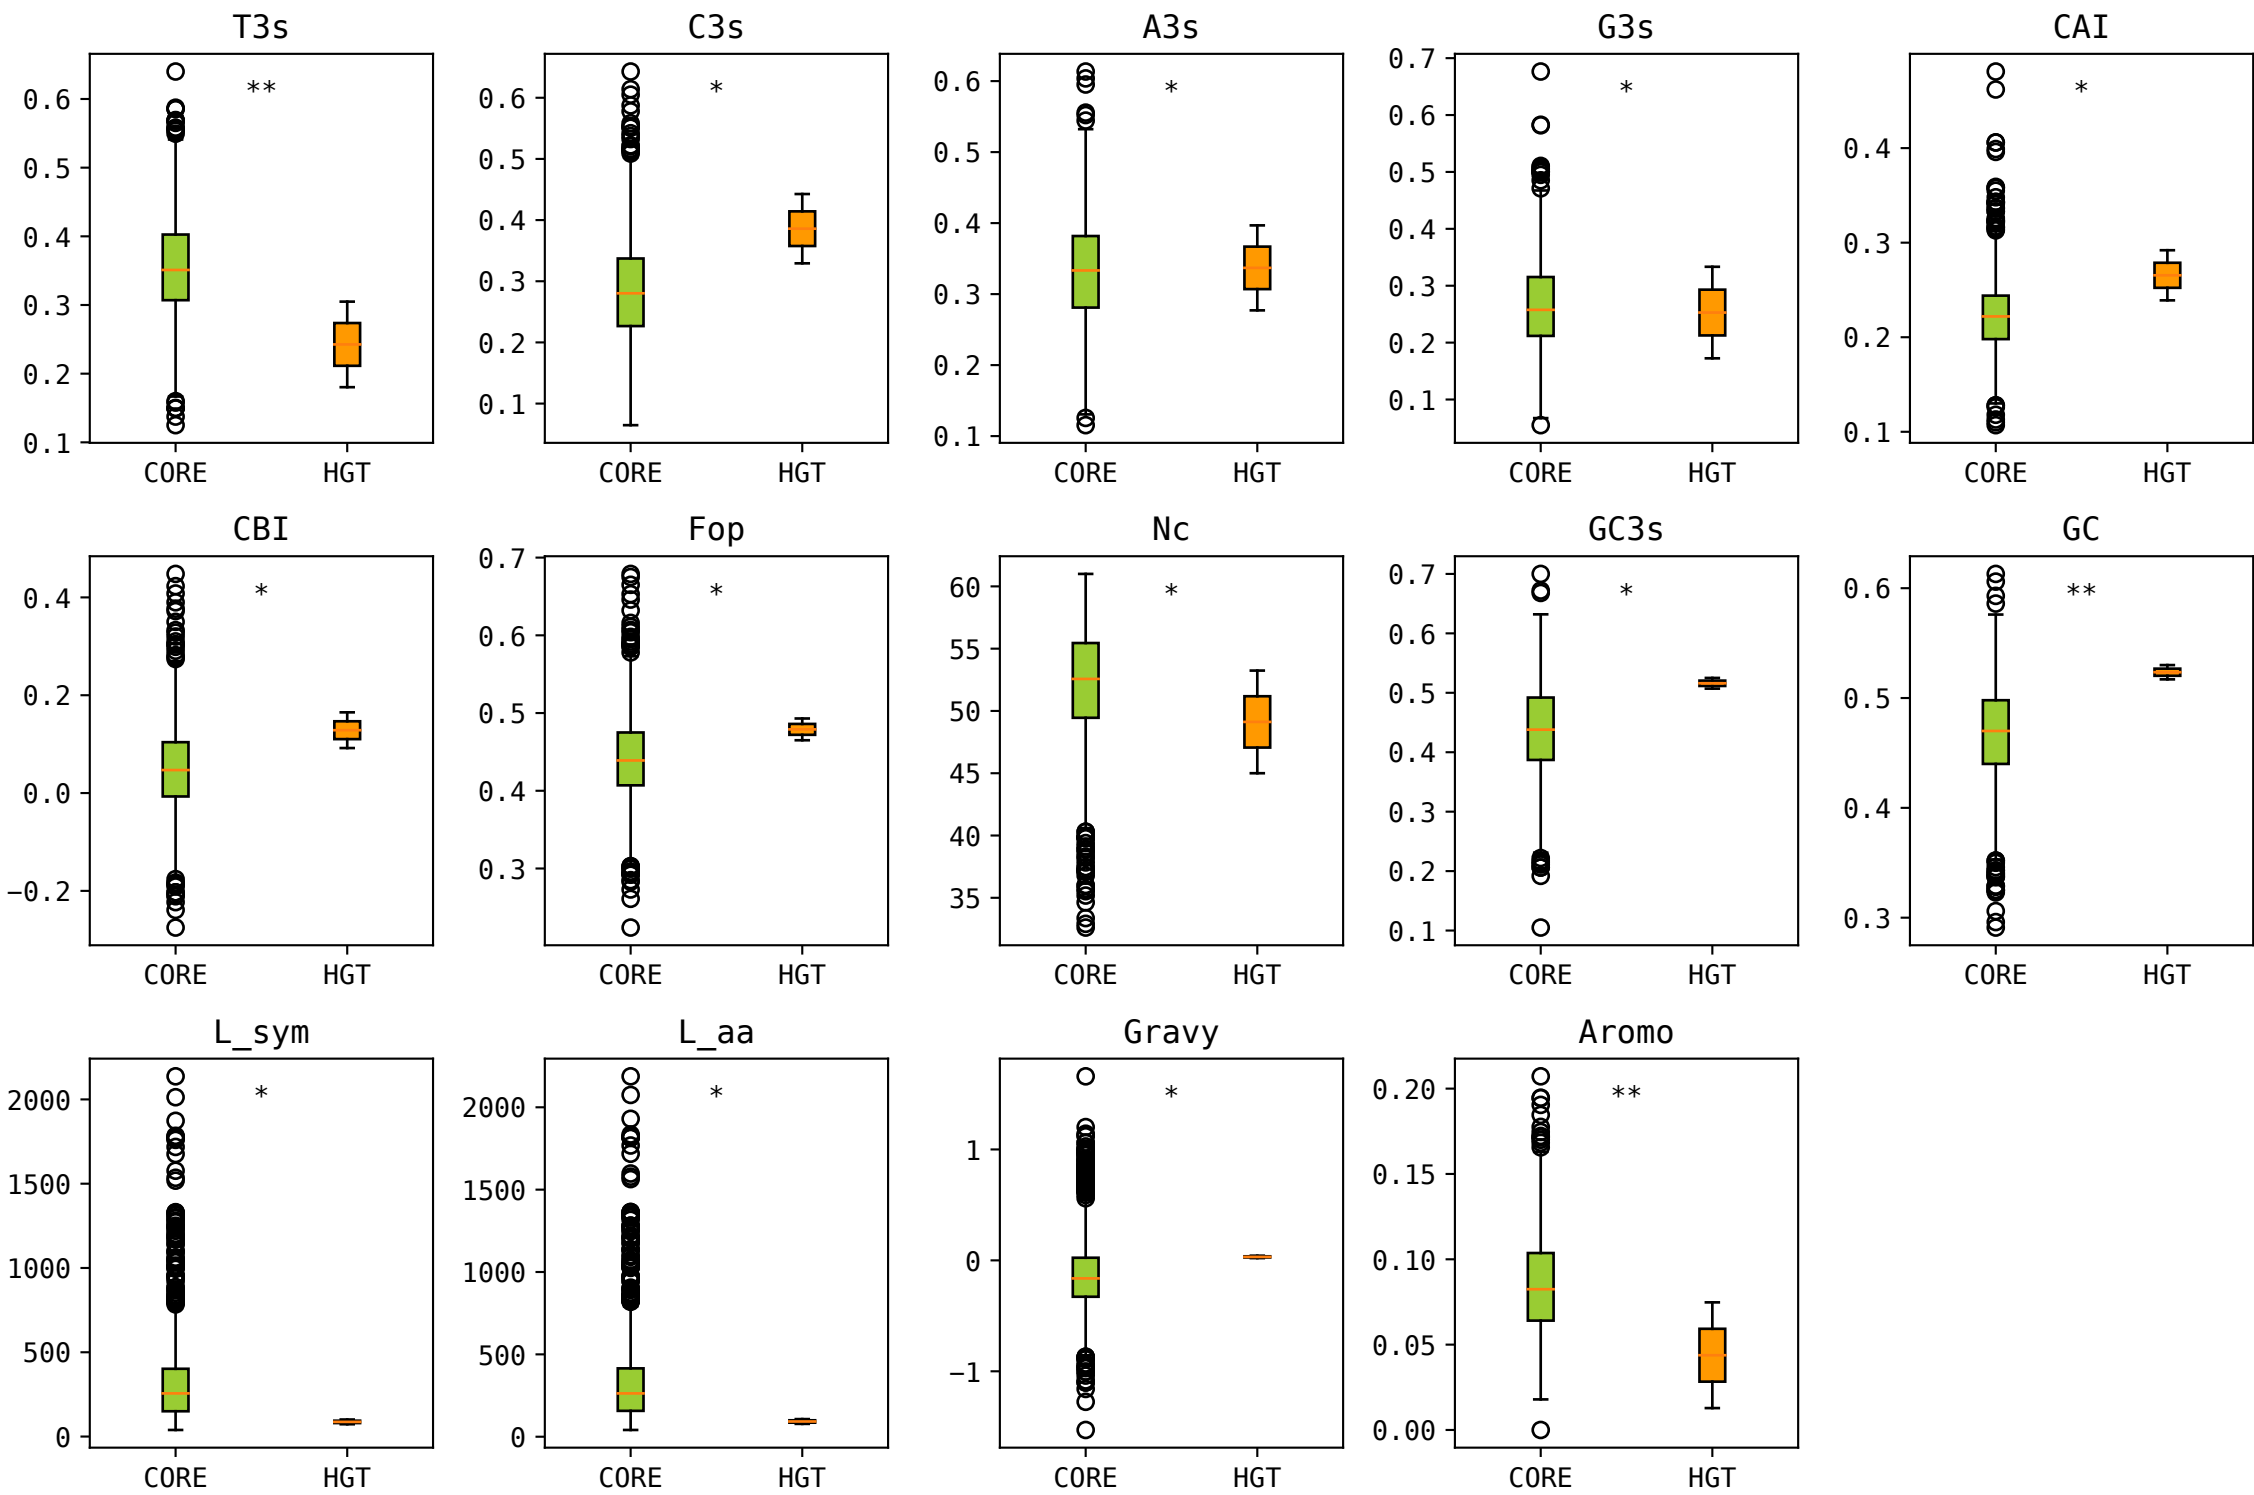 T3s
C3s
A3s
G3s
CAI
0.6
0.5
0.4
0.3
0.2
0.1
**
CORE
HGT
0.6
0.5
0.4
0.3
0.2
0.1
*
CORE
HGT
0.6
0.5
0.4
0.3
0.2
0.1
*
CORE
HGT
0.7
0.6
0.5
0.4
0.3
0.2
0.1
*
CORE
HGT
0.4
0.3
0.2
0.1
*
CORE
HGT
CBI
Fop
Nc
GC3s
GC
0.4
0.2
0.0
−0.2
*
CORE
HGT
0.7
0.6
0.5
0.4
0.3
*
CORE
HGT
60
55
50
45
40
35
*
CORE
HGT
0.7
0.6
0.5
0.4
0.3
0.2
0.1
*
CORE
HGT
0.6
0.5
0.4
0.3
**
CORE
HGT
L_sym
L_aa
Gravy
Aromo
2000
1500
1000
500
0
*
CORE
HGT
2000
1500
1000
500
0
*
CORE
HGT
1
0
−1
*
CORE
HGT
0.20
0.15
0.10
0.05
0.00
**
CORE
HGT